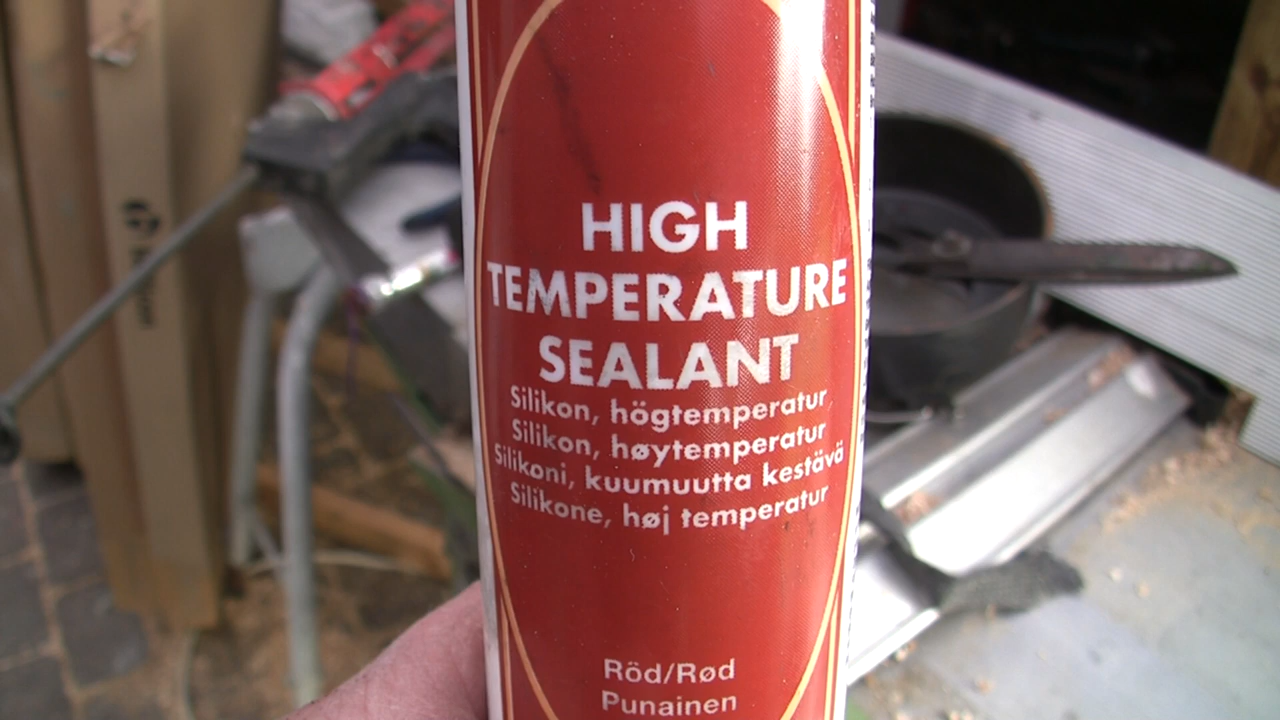 HIGH
TEMPERATURE
SEALANT
Silikon, högtemperatur
Silikon, høytemperatur
Silikoni, kuumuutta kestävä
Silikone, høj temperatur
Röd/Rød
Punainen